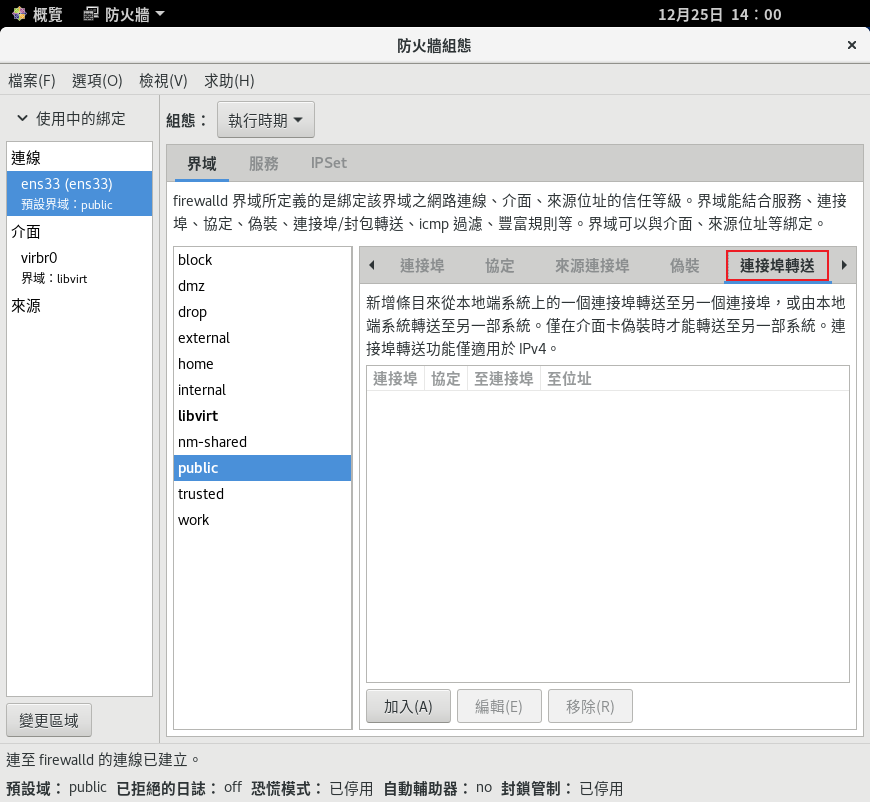 概覽 防火牆 12月25日 14：00
防火牆組態
檔案(F) 選項(O) 檢視(V) 求助(H)
使用中的綁定
連線
ens33 (ens33)
預設界域：public
介面
virbr0
界域：libvirt
來源
變更區域
組態： 執行時期
界域 服務 IPSet
firewalld 界域所定義的是綁定該界域之網路連線、介面、來源位址的信任等級。界域能結合服務、連接
埠、協定、偽裝、連接埠/封包轉送、icmp 過濾、豐富規則等。界域可以與介面、來源位址等綁定。
block
dmz
drop
external
home
internal
libvirt
nm-shared
public
trusted
work
連接埠 協定 來源連接埠 偽裝 連接埠轉送
新增條目來從本地端系統上的一個連接埠轉送至另一個連接埠，或由本地
端系統轉送至另一部系統。僅在介面卡偽裝時才能轉送至另一部系統。連
接埠轉送功能僅適用於 IPv4。
連接埠 協定 至連接埠 至位址
加入(A) 編輯(E) 移除(R)
連至 firewalld 的連線已建立。
預設域： public 已拒絕的日誌： off 恐慌模式： 已停用 自動輔助器： no 封鎖管制： 已停用